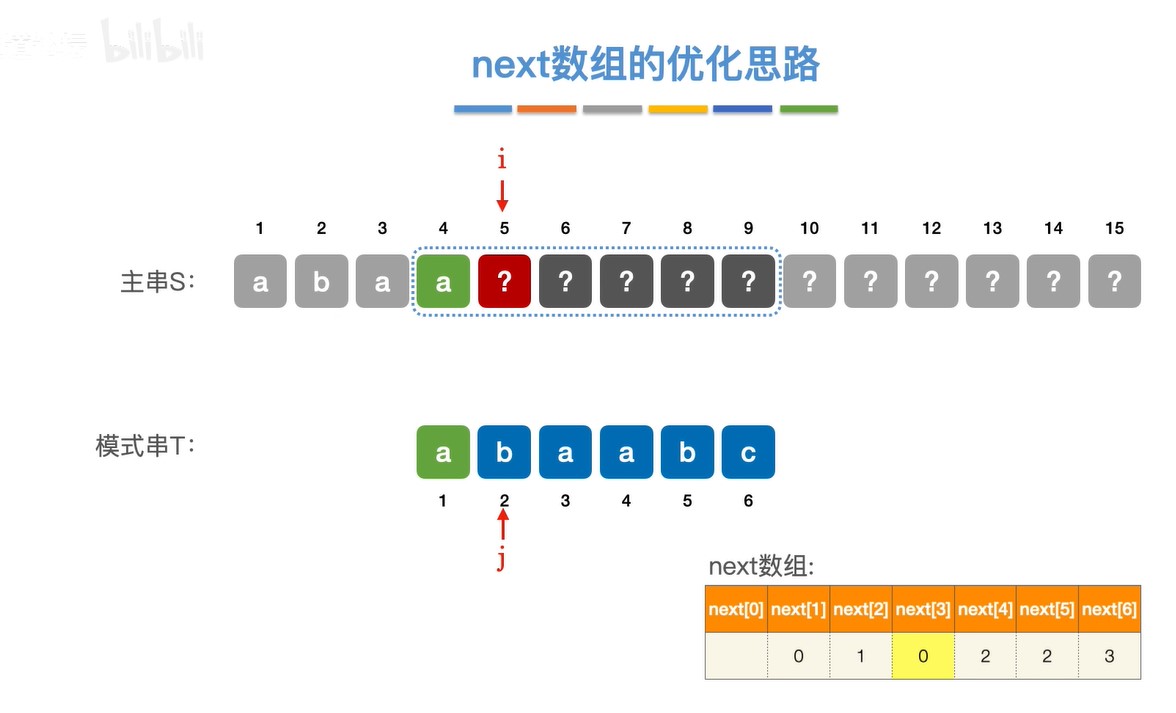 bilibili
next数组的优化思路
i
1 2 3 4 5 6 7 8 9 10 11 12 13 14 15
主串S: a b a a ? ? ? ? ? ? ? ? ? ? ?
模式串T: a b a a b c
1 2 3 4 5 6
j
next数组:
next[0] next[1] next[2] next[3] next[4] next[5] next[6]
0 1 0 2 2 3